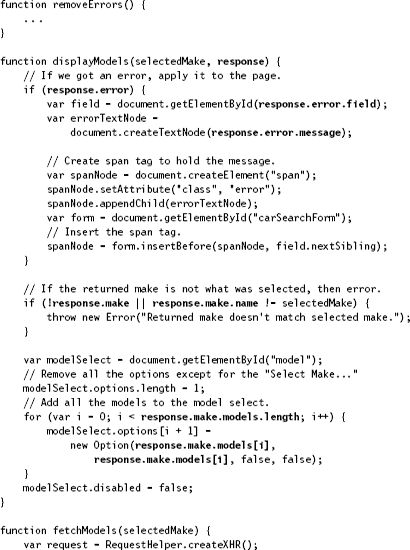 function removeErrors() {
...
}
function displayModels(selectedMake, response) {
// If we got an error, apply it to the page.
if (response.error) {
var field = document.getElementById(response.error.field);
var errorTextNode =
document.createTextNode(response.error.message);
// Create span tag to hold the message.
var spanNode = document.createElement("span");
spanNode.setAttribute("class", "error");
spanNode.appendChild(errorTextNode);
var form = document.getElementById("carSearchForm");
// Insert the span tag.
spanNode = form.insertBefore(spanNode, field.nextSibling);
}
// If the returned make is not what was selected, then error.
if (!response.make || response.make.name != selectedMake) {
throw new Error("Returned make doesn't match selected make.");
}
var modelSelect = document.getElementById("model");
// Remove all the options except for the "Select Make..."
modelSelect.options.length = 1;
// Add all the models to the model select.
for (var i = 0; i < response.make.models.length; i++) {
modelSelect.options[i + 1] =
new Option(response.make.models[i],
response.make.models[i], false, false);
}
modelSelect.disabled = false;
}
function fetchModels(selectedMake) {
var request = RequestHelper.createXHR();